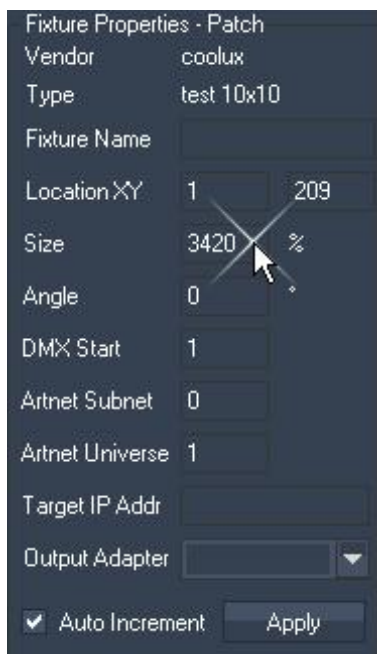 Fixture Properties - Patch
Vendor coolux
Type test 10x10
Fixture Name
Location XY 1 209
Size 3420 %
Angle 0 °
DMX Start 1
Artnet Subnet 0
Artnet Universe 1
Target IP Addr
Output Adapter
Auto Increment Apply